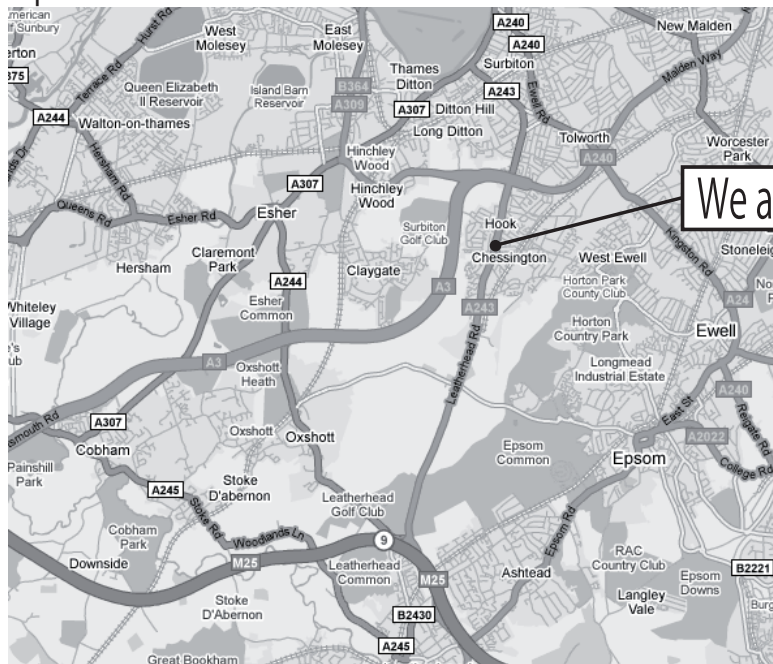 American
West
Molesey
East
Molesey
A240
New Malden
Hurst Rd
A240
Surbiton
Thames
Ditton
Malden Way
Terrace Rd
Queen Elizabeth
II Reservoir
Island Barn
Reservoir
B364
A309
A243
Ewell Rd
A307
Ditton Hill
A244
Walton-on-thames
Long Ditton
Tolworth
A240
Worcester
Park
Hinchley
Wood
Hersham Rd
A307
Hinchley
Wood
We a
Queens Rd
Esher Rd
Esher
Surbiton
Golf Club
Hook
Chessington
Kingston Rd
Claremont
Park
Hersham
Claygate
West Ewell
A244
A3
Horton Park
County Club
Whiteley
Village
Esher
Common
A243
A24
Horton
Country Park
Ewell
A3
Leatherhead Rd
Longmead
Industrial Estate
Oxshott
Heath
A240
East St
Reigate Rd
A307
Cobham
Oxshott
Oxshott
A2022
Epsom
Common
Epsom
College Rd
Painshill
Park
A245
Stoke
D'abernon
Leatherhead
Golf Club
Stoke Rd
Epsom Rd
Cobham
Park
Woodlands Ln
9
Downside
M25
Leatherhead
Common
M25
Ashtead
RAC
Country Club
Epsom
Downs
B2221
Stoke
D'Abernon
Langley
Vale
B2430
A245
Great Bookham